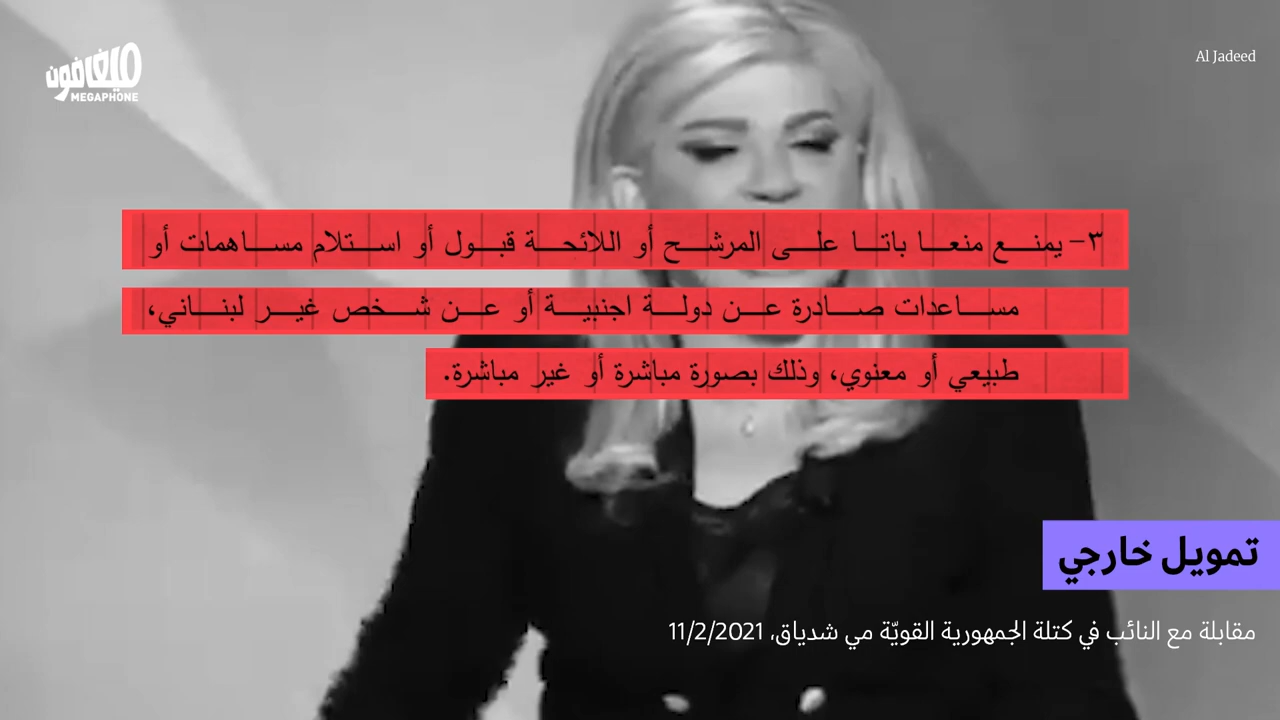 ميغافون
MEGAPHONE
Al Jadeed
٣- يمنع منعا باتا على المرشح أو اللائحة قبول أو استلام مساهمات أو
مساعدات صادرة عن دولة اجنبية أو عن شخص غير لبناني،
طبيعي أو معنوي، وذلك بصورة مباشرة أو غير مباشرة.
تمويل خارجي
مقابلة مع النائب في كتلة الجمهورية القويّة مي شدياق، 11/2/2021